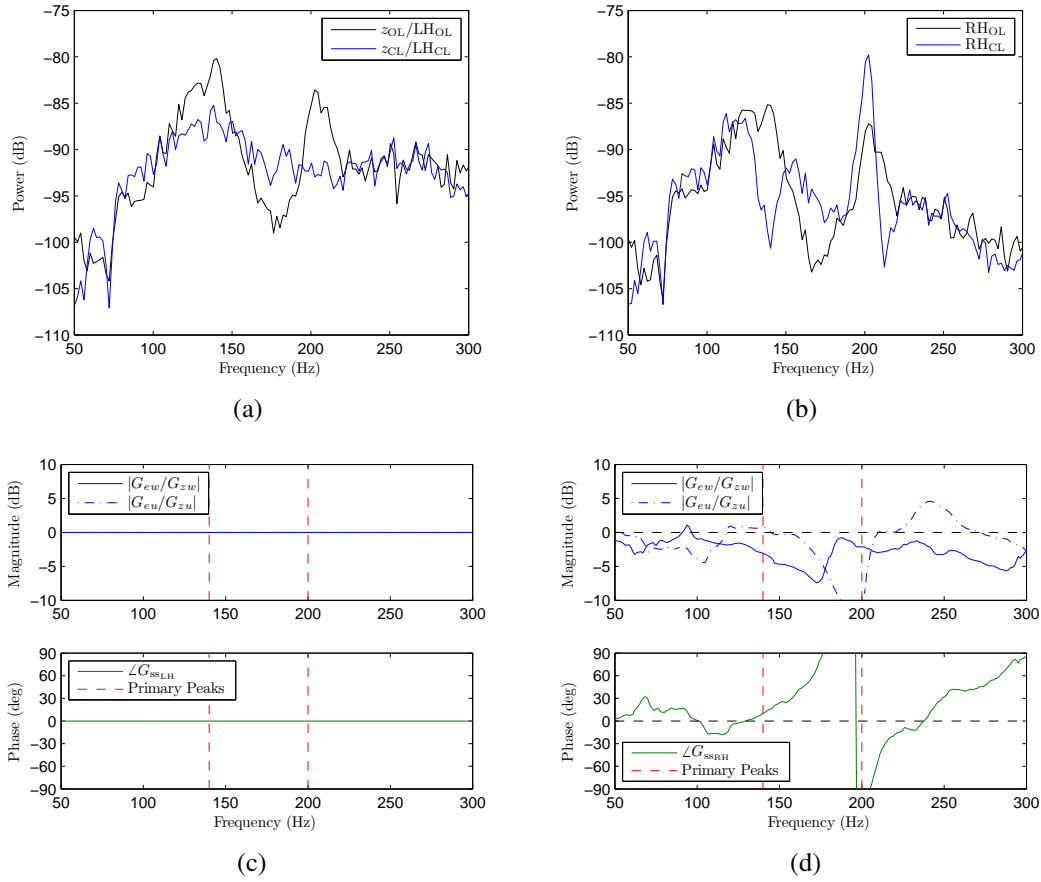 −75
−80
−85
−90
−95
−100
−105
−110
50 100 150 200 250 300
Power (dB)
Frequency (Hz)
z_OL/LH_OL
z_CL/LH_CL
(a)
−75
−80
−85
−90
−95
−100
−105
−110
50 100 150 200 250 300
Power (dB)
Frequency (Hz)
RH_OL
RH_CL
(b)
10
5
0
−5
−10
50 100 150 200 250 300
Magnitude (dB)
|G_ew/G_zw|
|G_eu/G_zu|
90
60
30
0
−30
−60
−90
50 100 150 200 250 300
Phase (deg)
Frequency (Hz)
∠G_ssLH
Primary Peaks
(c)
10
5
0
−5
−10
50 100 150 200 250 300
Magnitude (dB)
|G_ew/G_zw|
|G_eu/G_zu|
90
60
30
0
−30
−60
−90
50 100 150 200 250 300
Phase (deg)
Frequency (Hz)
∠G_ssRH
Primary Peaks
(d)